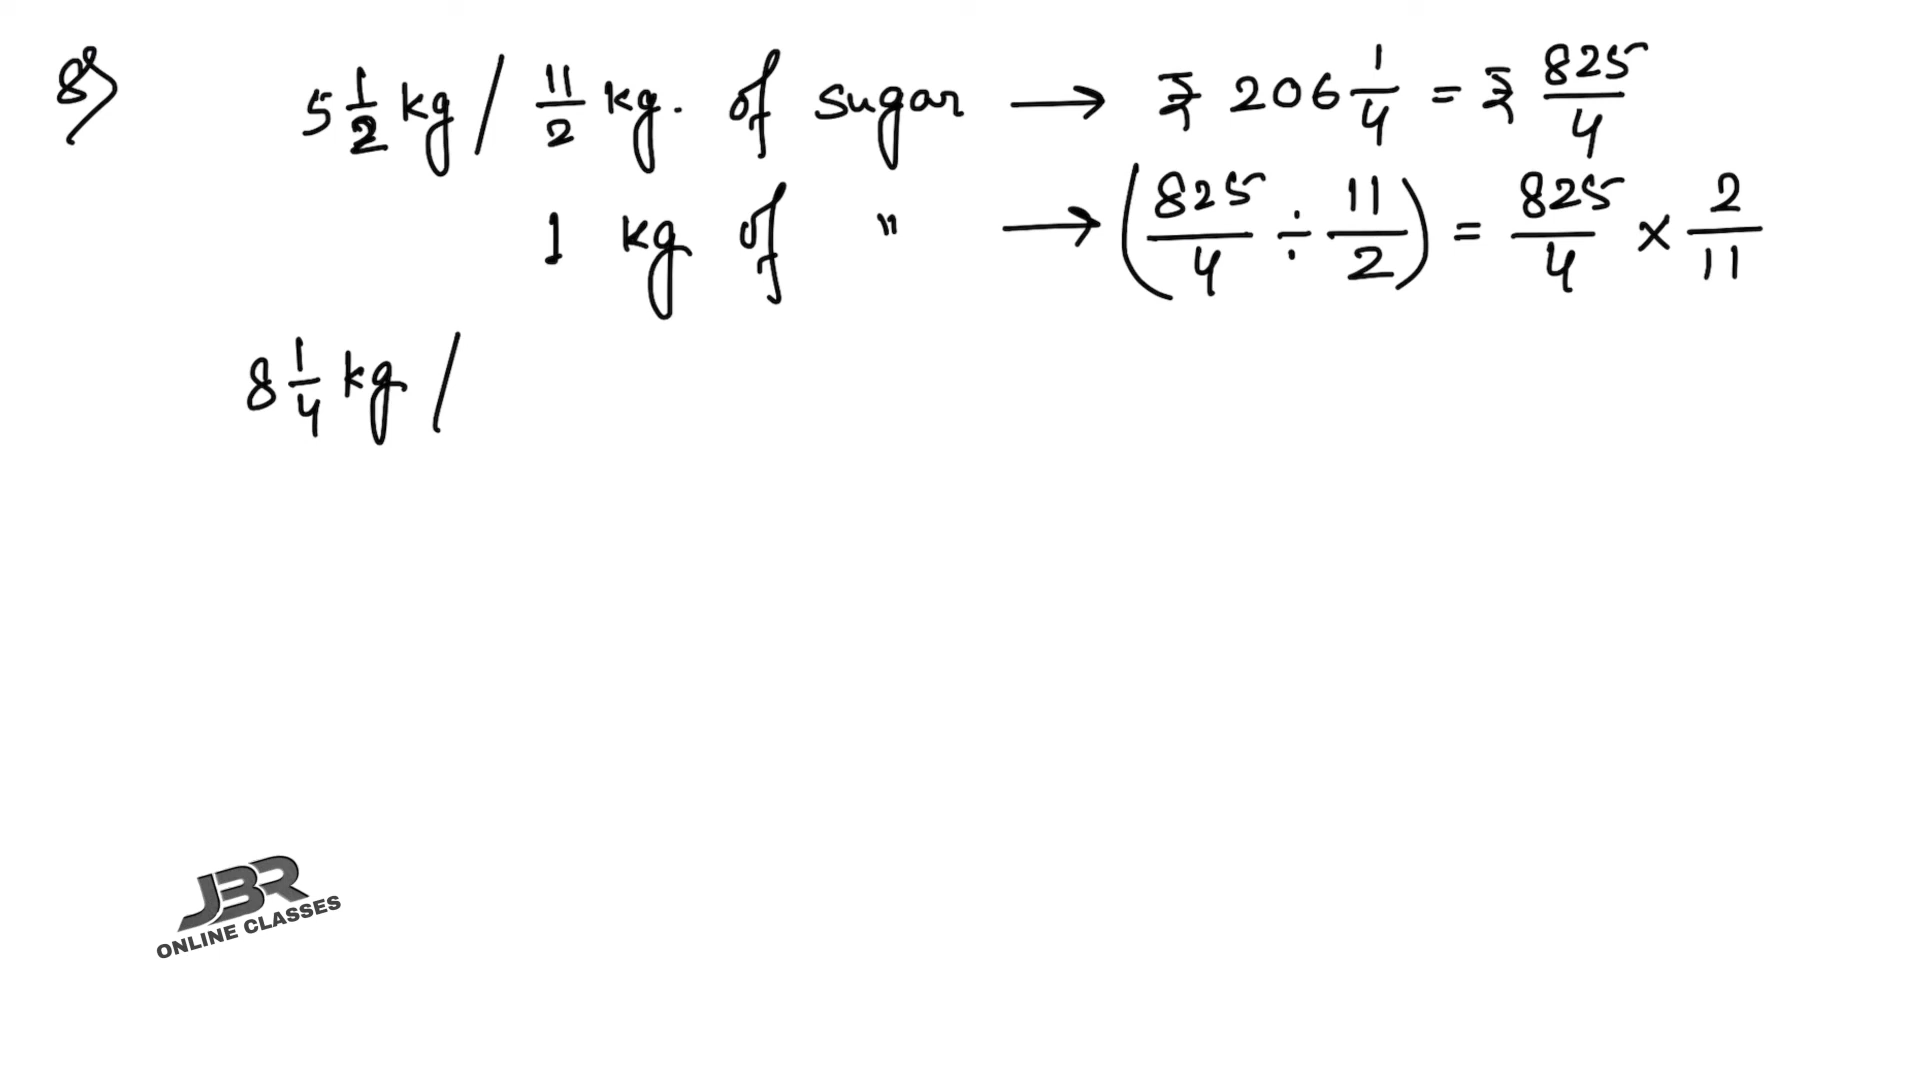 8) 5 1/2 kg / 11/2 kg. of sugar → ₹ 206 1/4 = ₹ 825/4
1 kg of " → (825/4 ÷ 11/2) = 825/4 × 2/11
8 1/4 kg /
JBR
ONLINE CLASSES